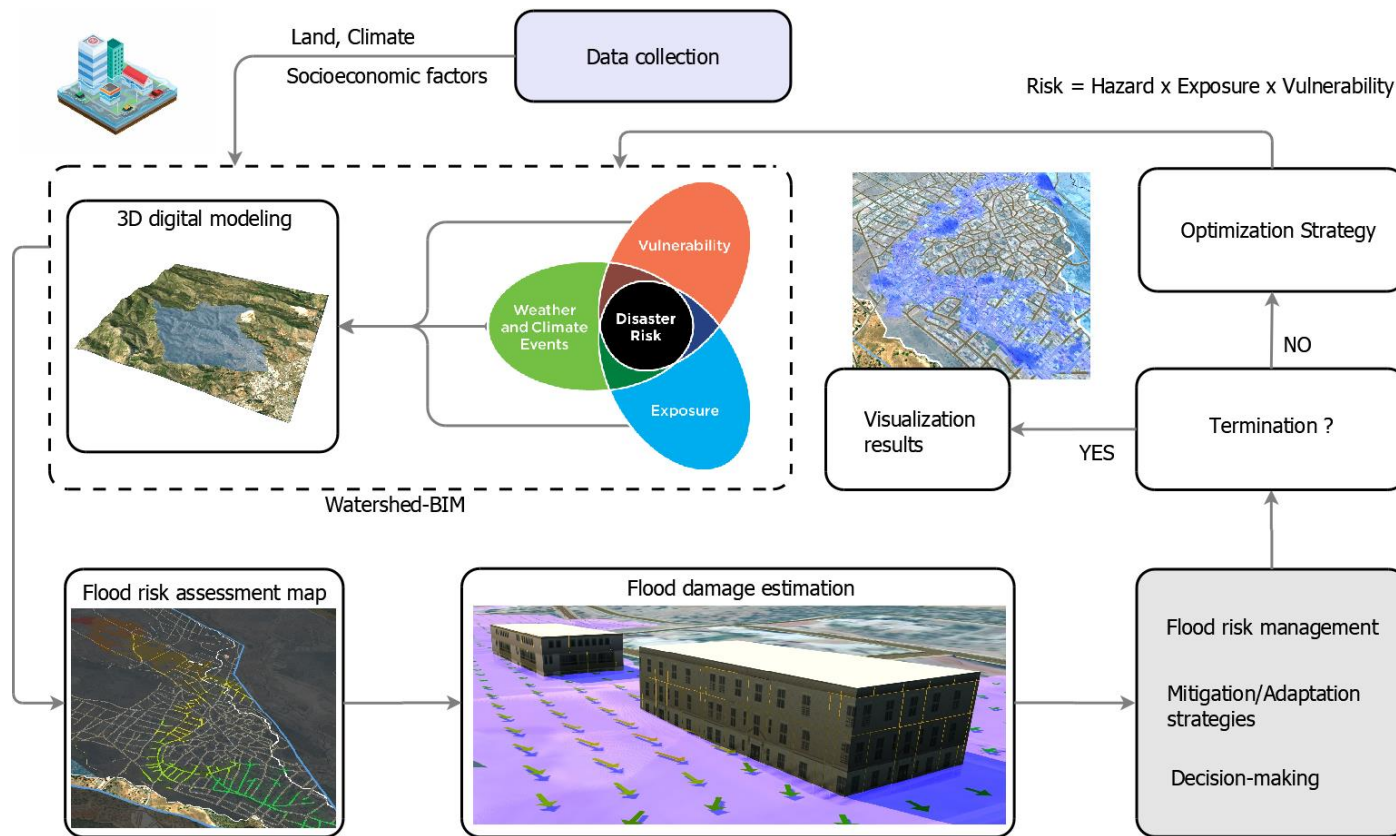 Land, Climate
Socioeconomic factors
Data collection
Risk = Hazard x Exposure x Vulnerability
3D digital modeling
Vulnerability
Weather
and Climate
Events
Disaster
Risk
Exposure
Watershed-BIM
Optimization Strategy
NO
Termination ?
YES
Visualization
results
Flood risk assessment map
Flood damage estimation
Flood risk management
Mitigation/Adaptation
strategies
Decision-making